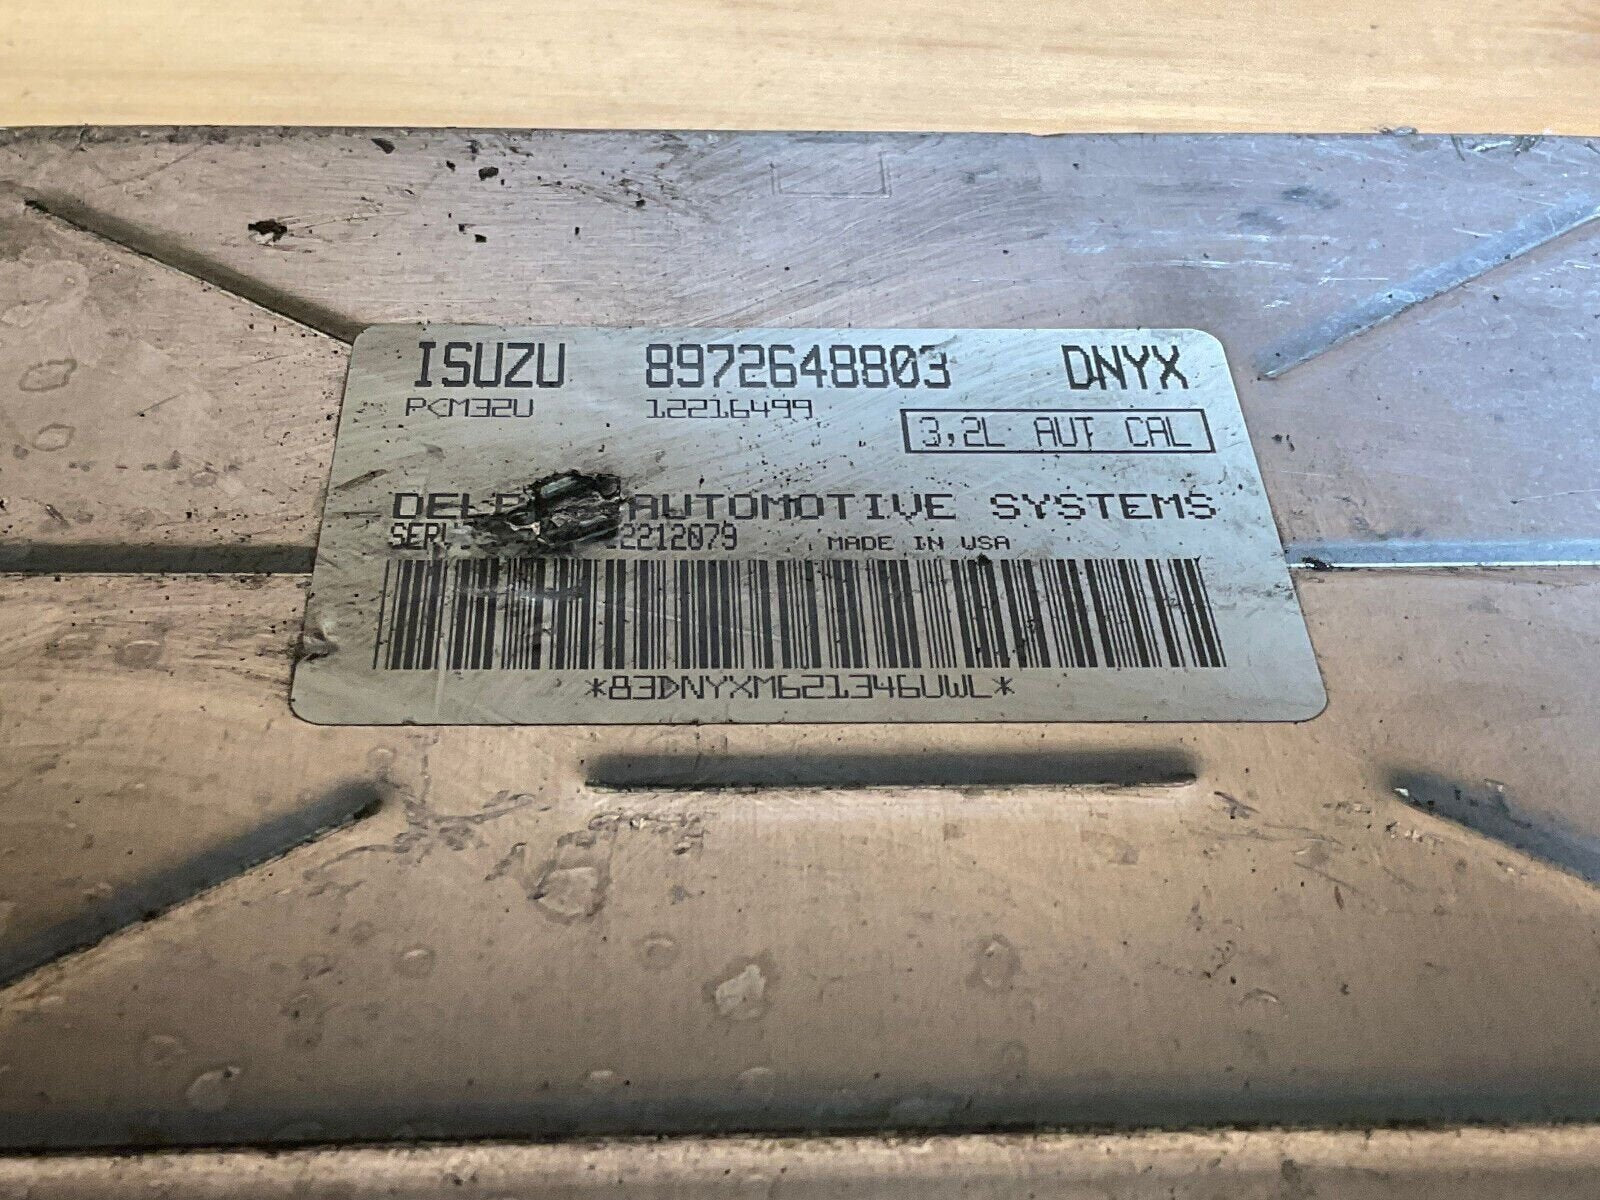 ISUZU 8972648803 DNYX
PCM32U 12216499
3,2L AUT CAL
AUTOMOTIVE SYSTEMS
MADE IN USA
*83DNYXM621346UWL*